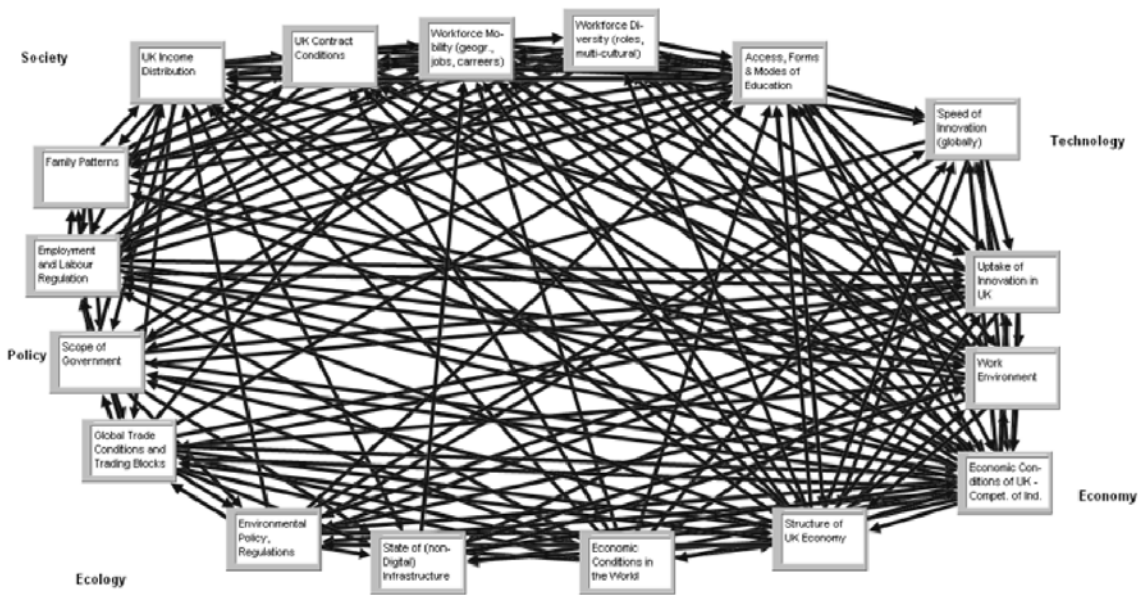 Society
UK Income
Distribution
UK Contract
Conditions
Workforce Mo-
bility (geogr.,
jobs, carreers)
Workforce Di-
versity (roles,
multi-cultural)
Access, Forms
& Modes of
Education
Speed of
Innovation
(globally)
Technology
Family Patterns
Employment
and Labour
Regulation
Uptake of
Innovation in
UK
Policy
Scope of
Government
Work
Environment
Global Trade
Conditions and
Trading Blocks
Economic Con-
ditions of UK -
Compet. of Ind.
Economy
Environmental
Policy,
Regulations
State of (non-
Digital)
Infrastructure
Economic
Conditions in
the World
Structure of
UK Economy
Ecology